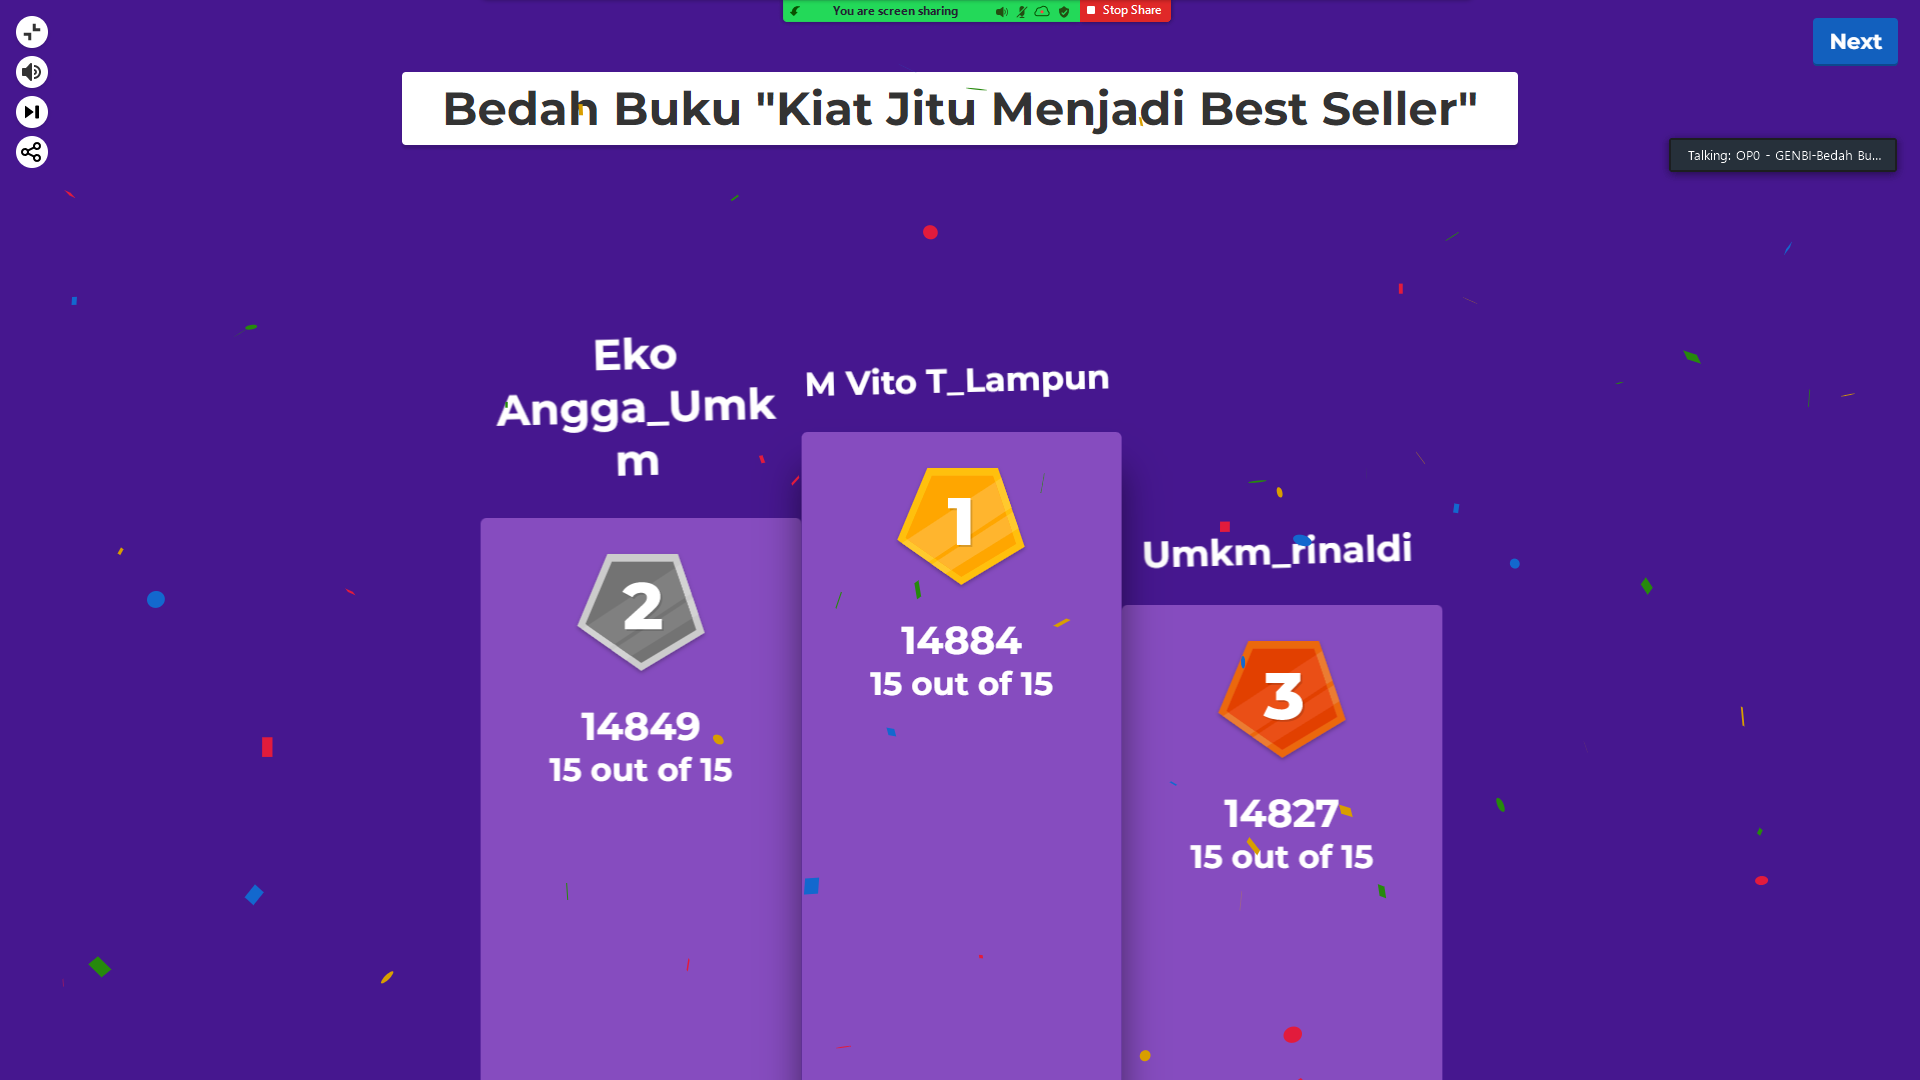 You are screen sharing
Stop Share
Next
Bedah Buku "Kiat Jitu Menjadi Best Seller"
Talking: OP0 - GENBI-Bedah Bu...
Eko
Angga_Umk
m
M Vito T_Lampun
Umkm_rinaldi
1
14884
15 out of 15
2
14849
15 out of 15
3
14827
15 out of 15